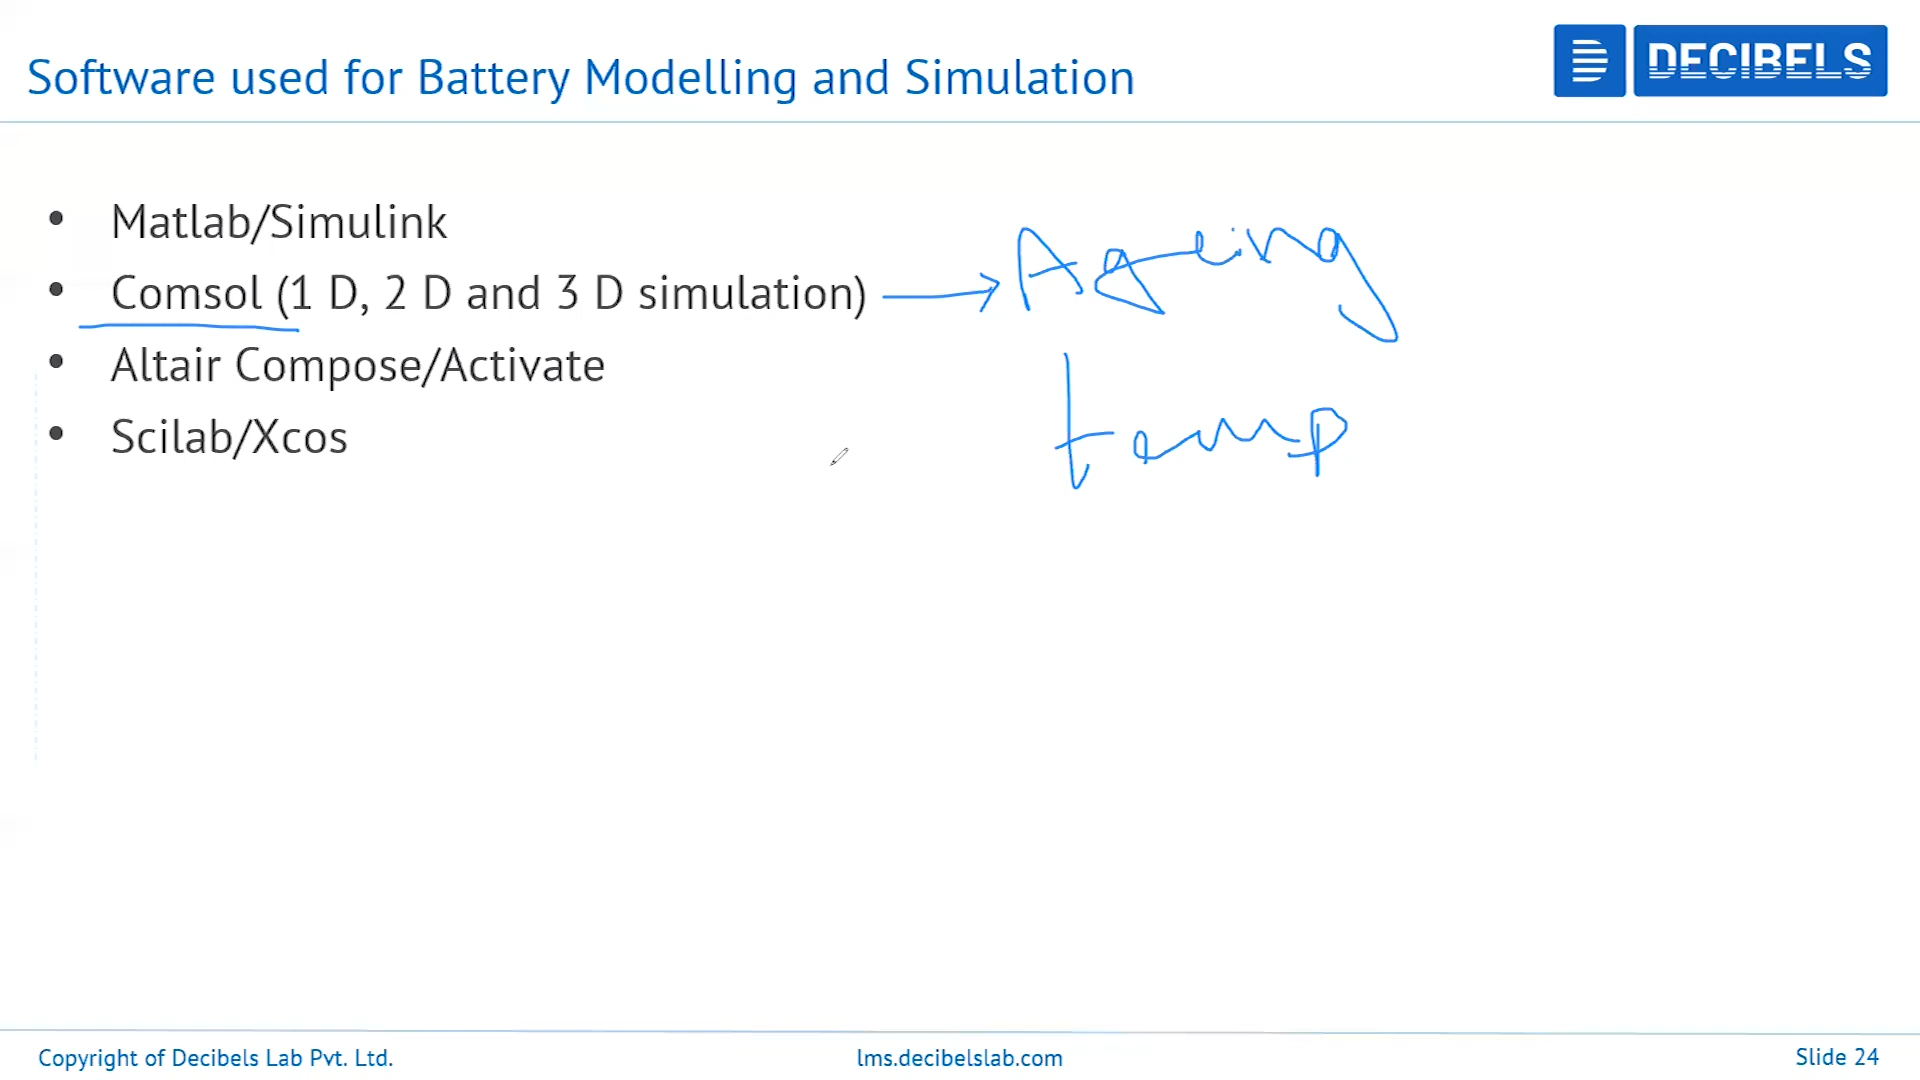 Software used for Battery Modelling and Simulation
DECIBELS
• Matlab/Simulink
• Comsol (1 D, 2 D and 3 D simulation) → Ageing
temp
• Altair Compose/Activate
• Scilab/Xcos
Copyright of Decibels Lab Pvt. Ltd.
lms.decibelslab.com
Slide 24